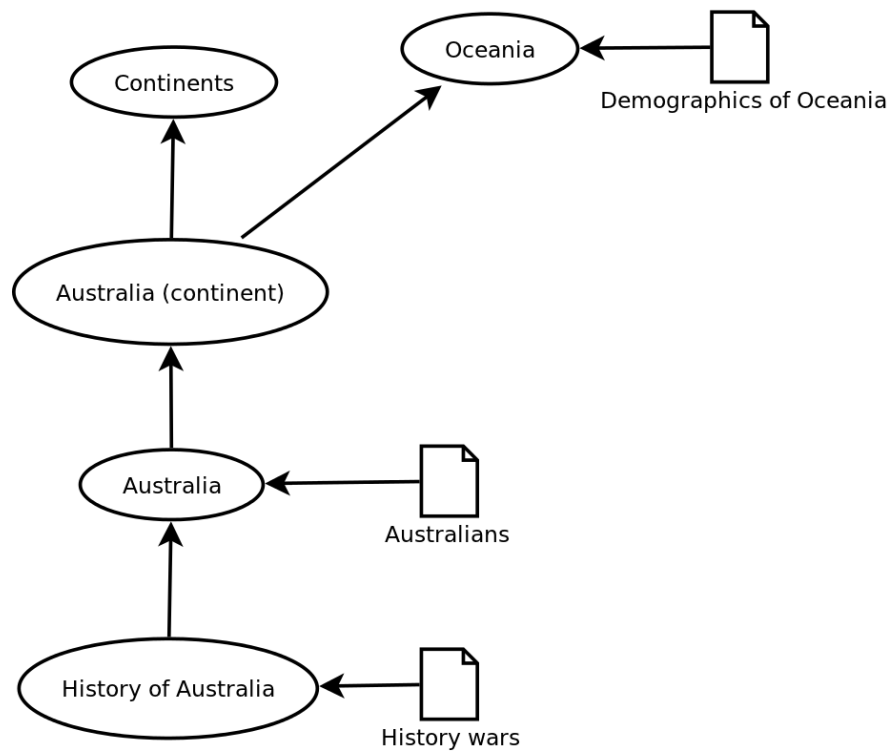 Oceania
Continents
Demographics of Oceania
Australia (continent)
Australia
Australians
History of Australia
History wars